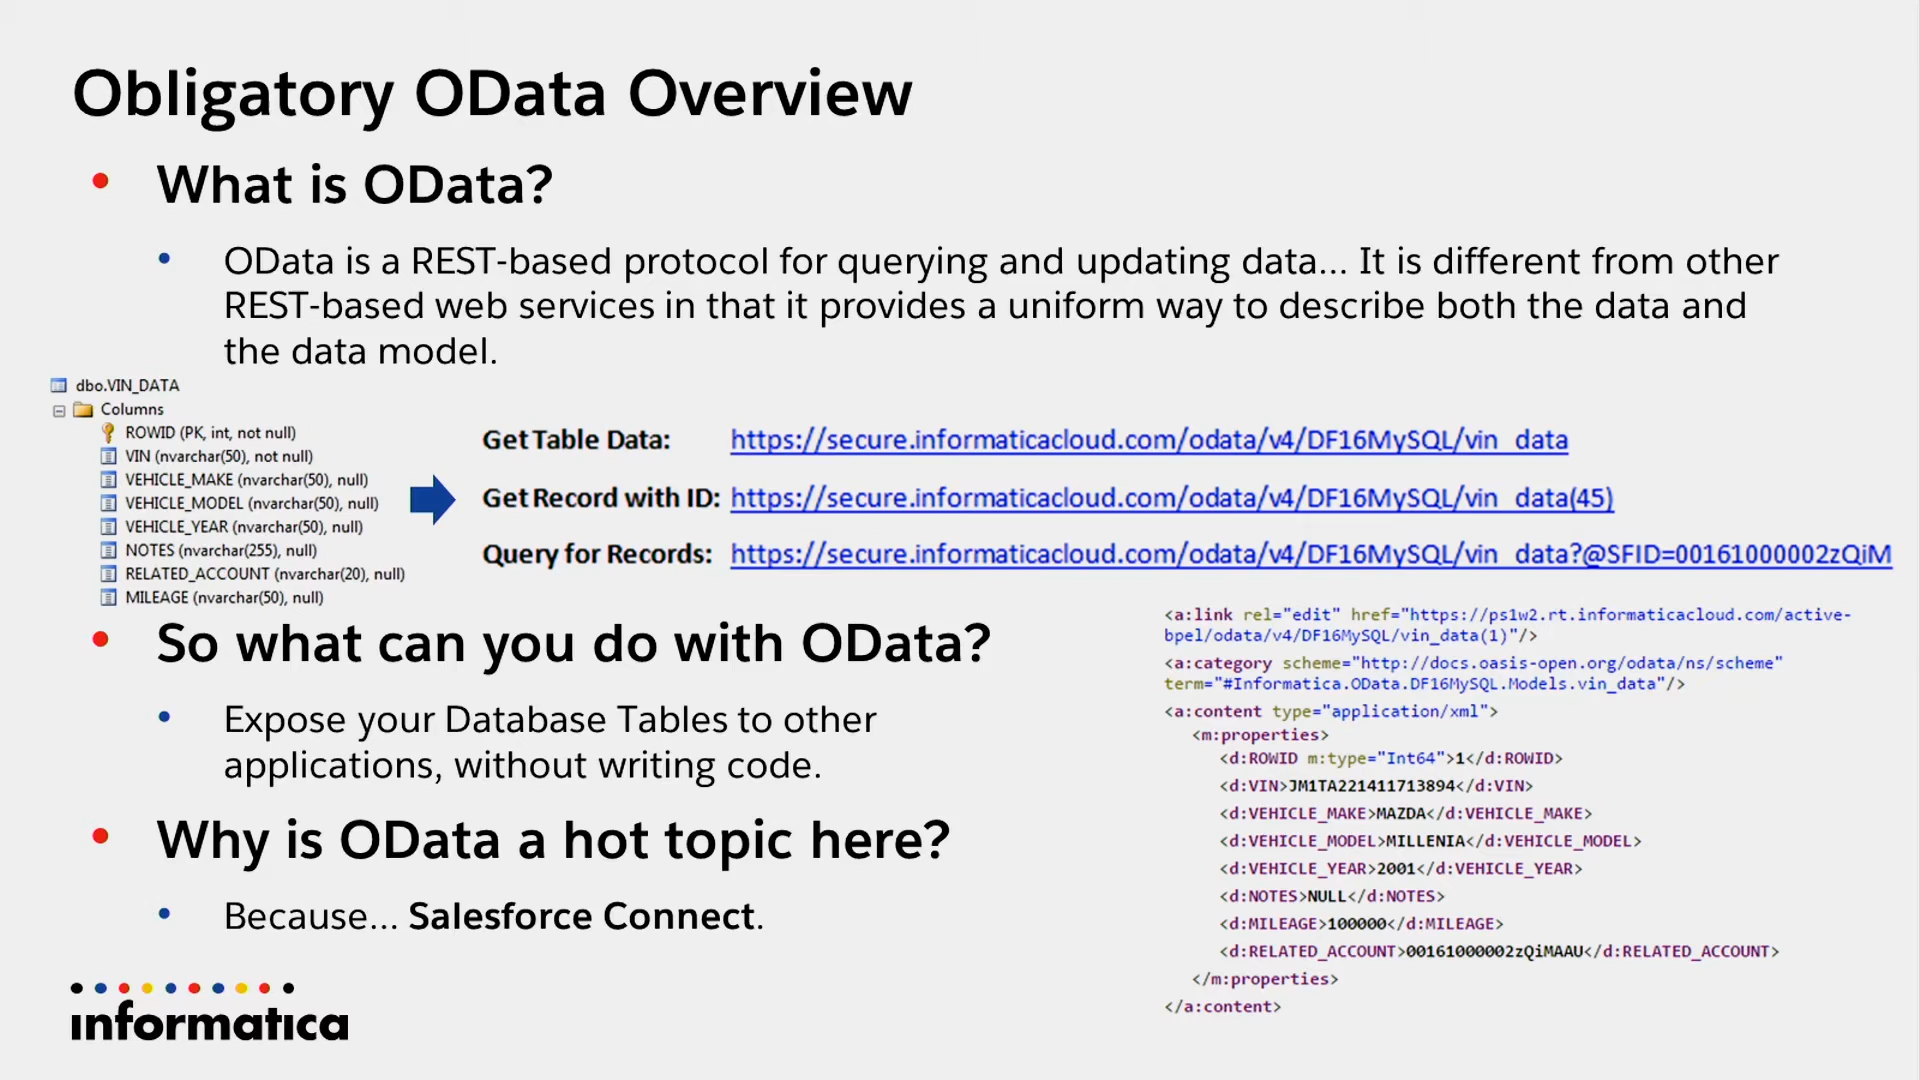 Obligatory OData Overview
• What is OData?
• OData is a REST-based protocol for querying and updating data... It is different from other
REST-based web services in that it provides a uniform way to describe both the data and
the data model.
dbo.VIN_DATA
Columns
ROWID (PK, int, not null)
VIN (nvarchar(50), not null)
VEHICLE_MAKE (nvarchar(50), null)
VEHICLE_MODEL (nvarchar(50), null)
VEHICLE_YEAR (nvarchar(50), null)
NOTES (nvarchar(255), null)
RELATED_ACCOUNT (nvarchar(20), null)
MILEAGE (nvarchar(50), null)
Get Table Data: https://secure.informaticacloud.com/odata/v4/DF16MySQL/vin_data
Get Record with ID: https://secure.informaticacloud.com/odata/v4/DF16MySQL/vin_data(45)
Query for Records: https://secure.informaticacloud.com/odata/v4/DF16MySQL/vin_data?@SFID=00161000002zQiM
• So what can you do with OData?
• Expose your Database Tables to other
applications, without writing code.
• Why is OData a hot topic here?
• Because... Salesforce Connect.
<a:link rel="edit" href="https://ps1w2.rt.informaticacloud.com/active-
bpel/odata/v4/DF16MySQL/vin_data(1)"/>
<a:category scheme="http://docs.oasis-open.org/odata/ns/scheme"
term="#Informatica.OData.DF16MySQL.Models.vin_data"/>
<a:content type="application/xml">
<m:properties>
<d:ROWID m:type="Int64">1</d:ROWID>
<d:VIN>JM1TA221411713894</d:VIN>
<d:VEHICLE_MAKE>MAZDA</d:VEHICLE_MAKE>
<d:VEHICLE_MODEL>MILLENIA</d:VEHICLE_MODEL>
<d:VEHICLE_YEAR>2001</d:VEHICLE_YEAR>
<d:NOTES>NULL</d:NOTES>
<d:MILEAGE>100000</d:MILEAGE>
<d:RELATED_ACCOUNT>00161000002zQiMAAU</d:RELATED_ACCOUNT>
</m:properties>
</a:content>
informatica